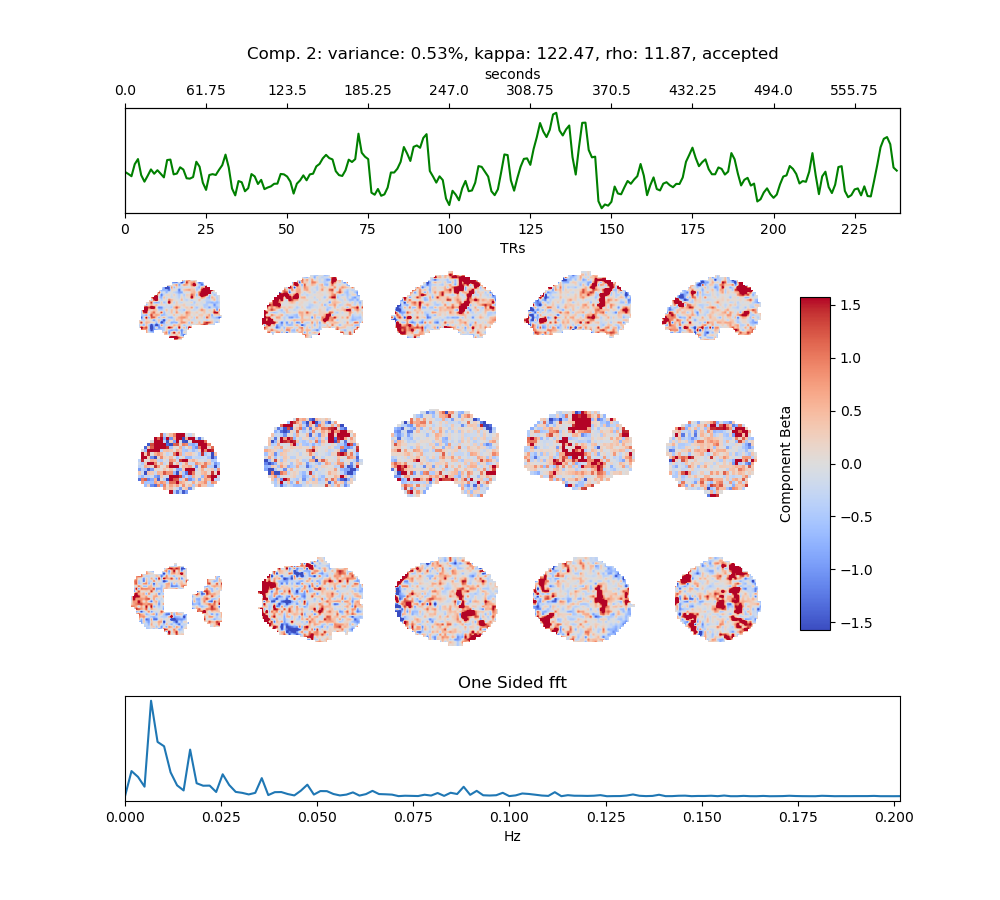 Comp. 2: variance: 0.53%, kappa: 122.47, rho: 11.87, accepted
seconds
0.0 61.75 123.5 185.25 247.0 308.75 370.5 432.25 494.0 555.75
0 25 50 75 100 125 150 175 200 225
TRs
1.5
1.0
0.5
0.0
−0.5
−1.0
−1.5
Component Beta
One Sided fft
0.000 0.025 0.050 0.075 0.100 0.125 0.150 0.175 0.200
Hz